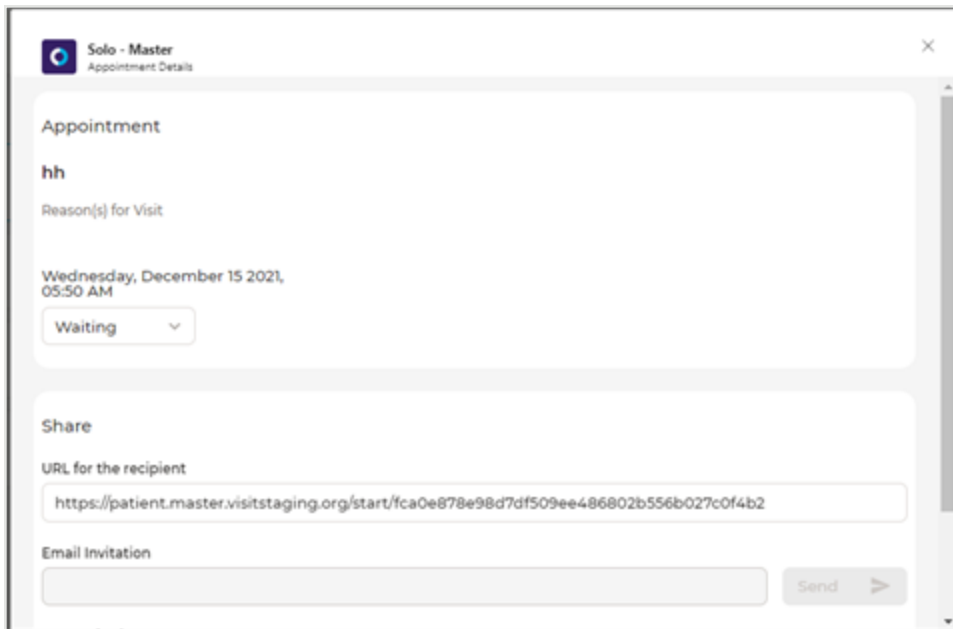 Solo - Master
Appointment Details
Appointment
hh
Reason(s) for Visit
Wednesday, December 15 2021,
05:50 AM
Waiting
Share
URL for the recipient
https://patient.master.visitstaging.org/start/fca0e878e98d7df509ee486802b556b027c0f4b2
Email Invitation
Send